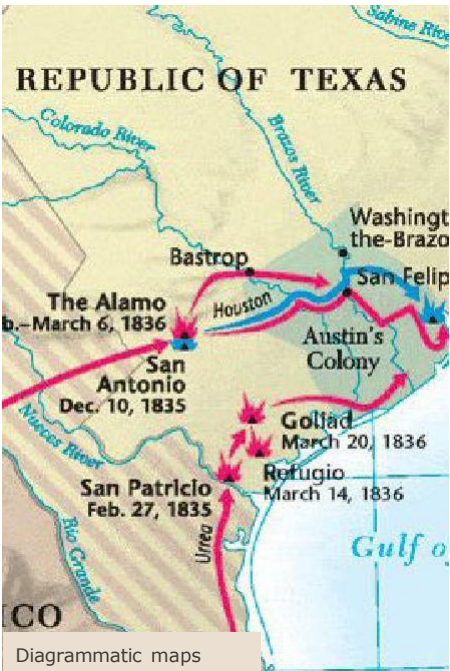 Sabine Rive
REPUBLIC OF TEXAS
Colorado River
Brazos River
Washingt
the-Brazo
Bastrop
San Felip
The Alamo
b.–March 6, 1836
Houston
Austin's
Colony
San
Antonio
Dec. 10, 1835
Goliad
March 20, 1836
Nueces River
Refugio
March 14, 1836
San Patricio
Feb. 27, 1835
Urrea
Rio Grande
Gulf o
ICO
Diagrammatic maps